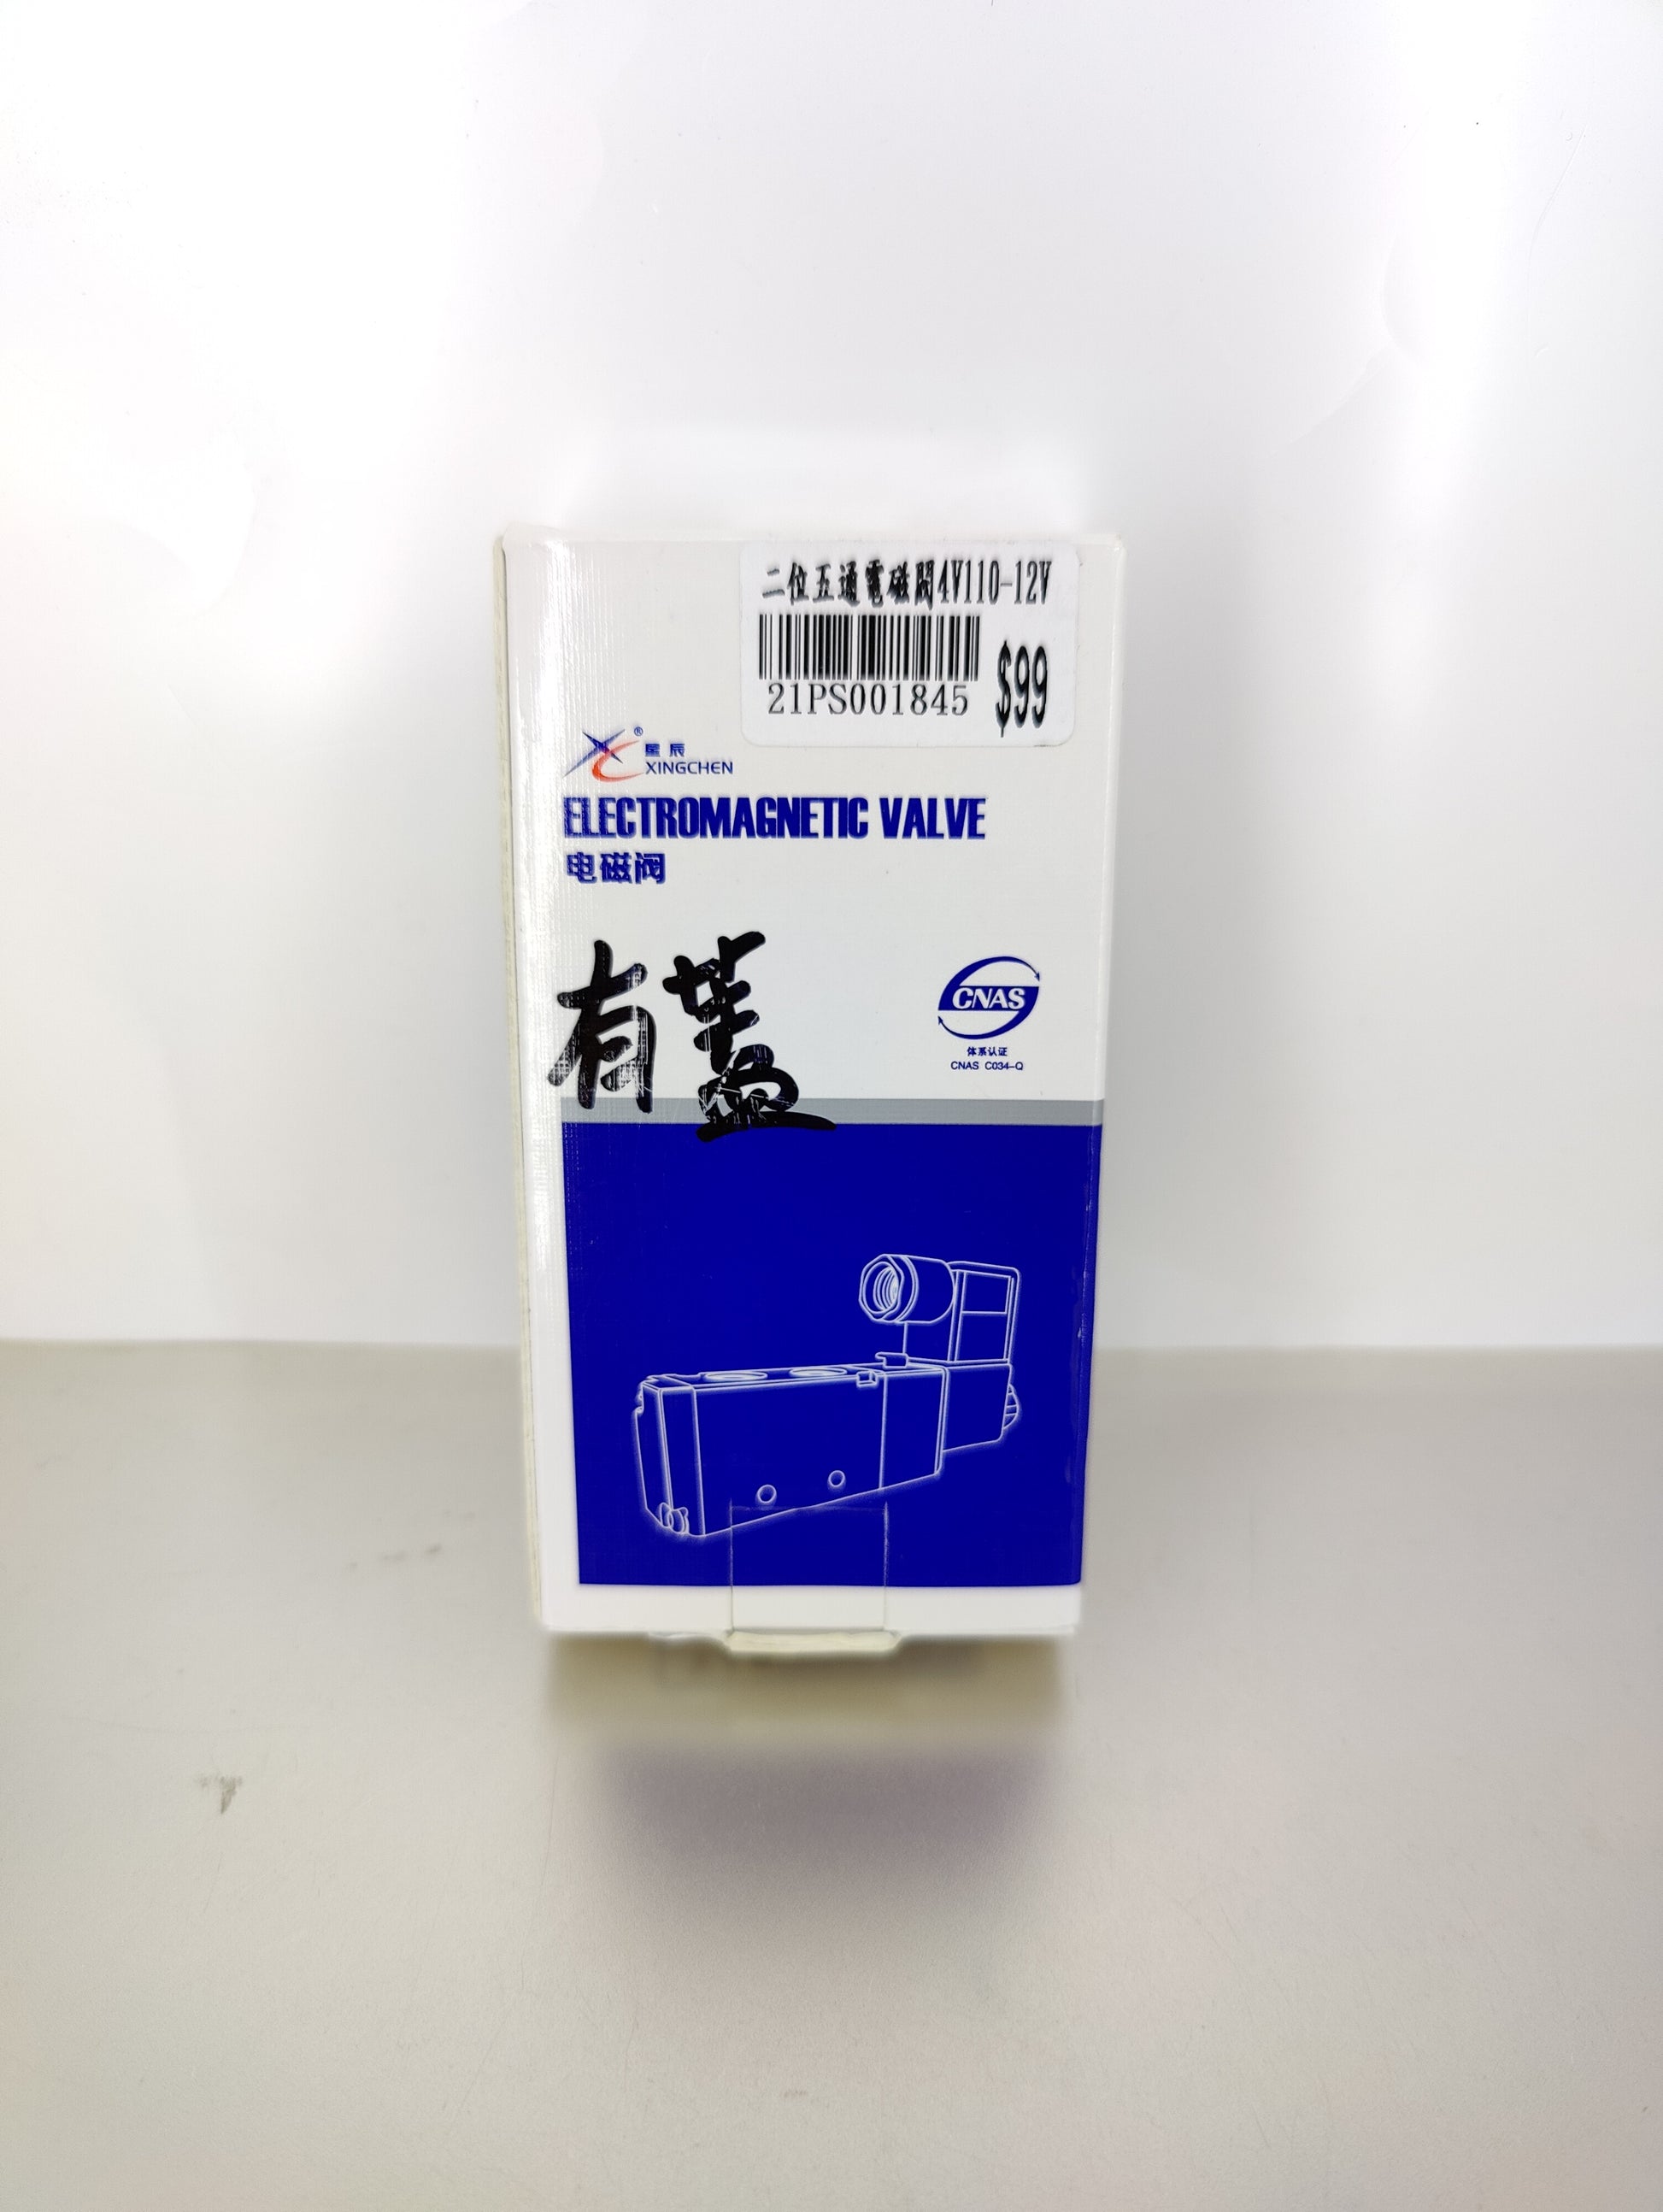 二位五通電磁閥4V110-12V
21PS001845 $99
星辰®
XINGCHEN
ELECTROMAGNETIC VALVE
电磁阀
有蓋
CNAS
体系认证
CNAS C034-Q